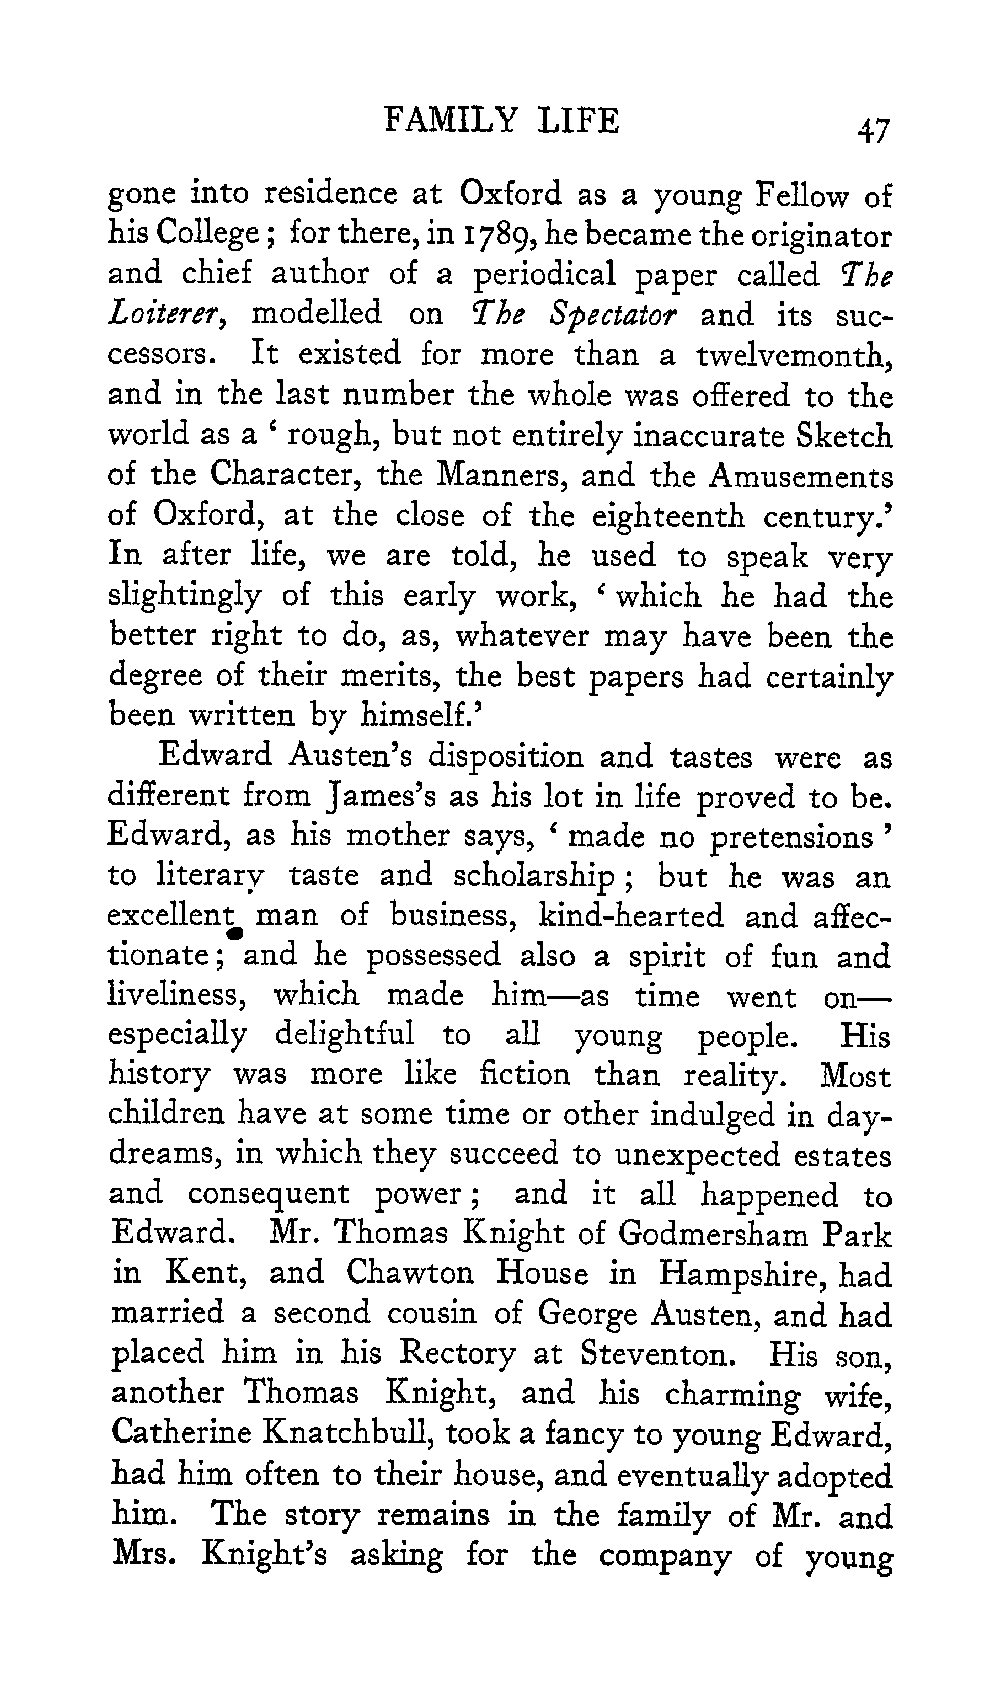 FAMILY LIFE 47
gone into residence at Oxford as a young Fellow of
his College ; for there, in 1789, he became the originator
and chief author of a periodical paper called The
Loiterer, modelled on The Spectator and its suc-
cessors. It existed for more than a twelvemonth,
and in the last number the whole was offered to the
world as a ‘ rough, but not entirely inaccurate Sketch
of the Character, the Manners, and the Amusements
of Oxford, at the close of the eighteenth century.’
In after life, we are told, he used to speak very
slightingly of this early work, ‘ which he had the
better right to do, as, whatever may have been the
degree of their merits, the best papers had certainly
been written by himself.’
Edward Austen’s disposition and tastes were as
different from James’s as his lot in life proved to be.
Edward, as his mother says, ‘ made no pretensions ’
to literary taste and scholarship ; but he was an
excellent man of business, kind-hearted and affec-
tionate ; and he possessed also a spirit of fun and
liveliness, which made him—as time went on—
especially delightful to all young people. His
history was more like fiction than reality. Most
children have at some time or other indulged in day-
dreams, in which they succeed to unexpected estates
and consequent power ; and it all happened to
Edward. Mr. Thomas Knight of Godmersham Park
in Kent, and Chawton House in Hampshire, had
married a second cousin of George Austen, and had
placed him in his Rectory at Steventon. His son,
another Thomas Knight, and his charming wife,
Catherine Knatchbull, took a fancy to young Edward,
had him often to their house, and eventually adopted
him. The story remains in the family of Mr. and
Mrs. Knight’s asking for the company of young